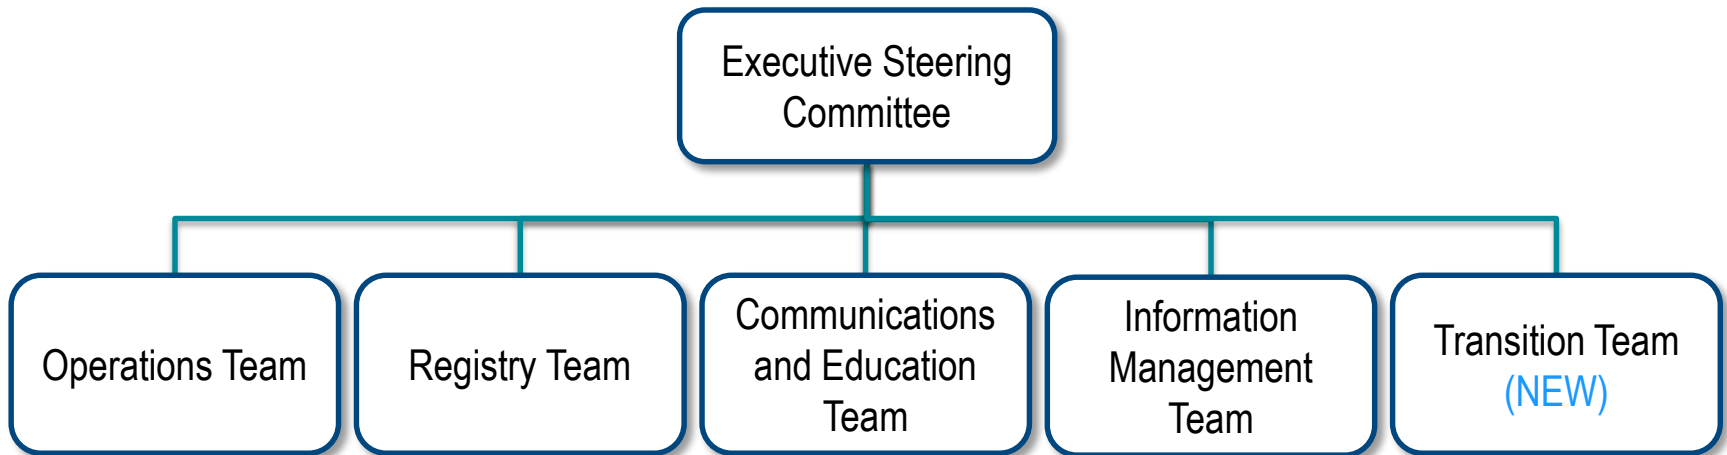 Executive Steering
Committee
Operations Team
Registry Team
Communications
and Education
Team
Information
Management
Team
Transition Team
(NEW)